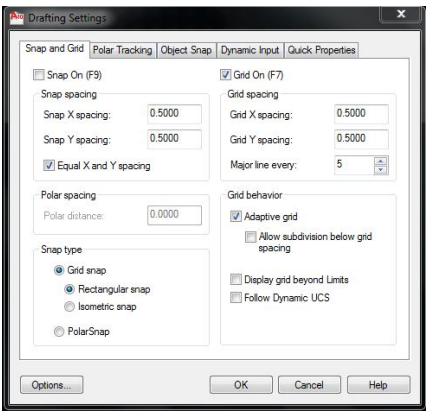 Drafting Settings
Snap and Grid Polar Tracking Object Snap Dynamic Input Quick Properties
Snap On (F9)
Snap spacing
Snap X spacing: 0.5000
Snap Y spacing: 0.5000
Equal X and Y spacing
Polar spacing
Polar distance: 0.0000
Snap type
Grid snap
Rectangular snap
Isometric snap
PolarSnap
Grid On (F7)
Grid spacing
Grid X spacing: 0.5000
Grid Y spacing: 0.5000
Major line every: 5
Grid behavior
Adaptive grid
Allow subdivision below grid
spacing
Display grid beyond Limits
Follow Dynamic UCS
Options... OK Cancel Help